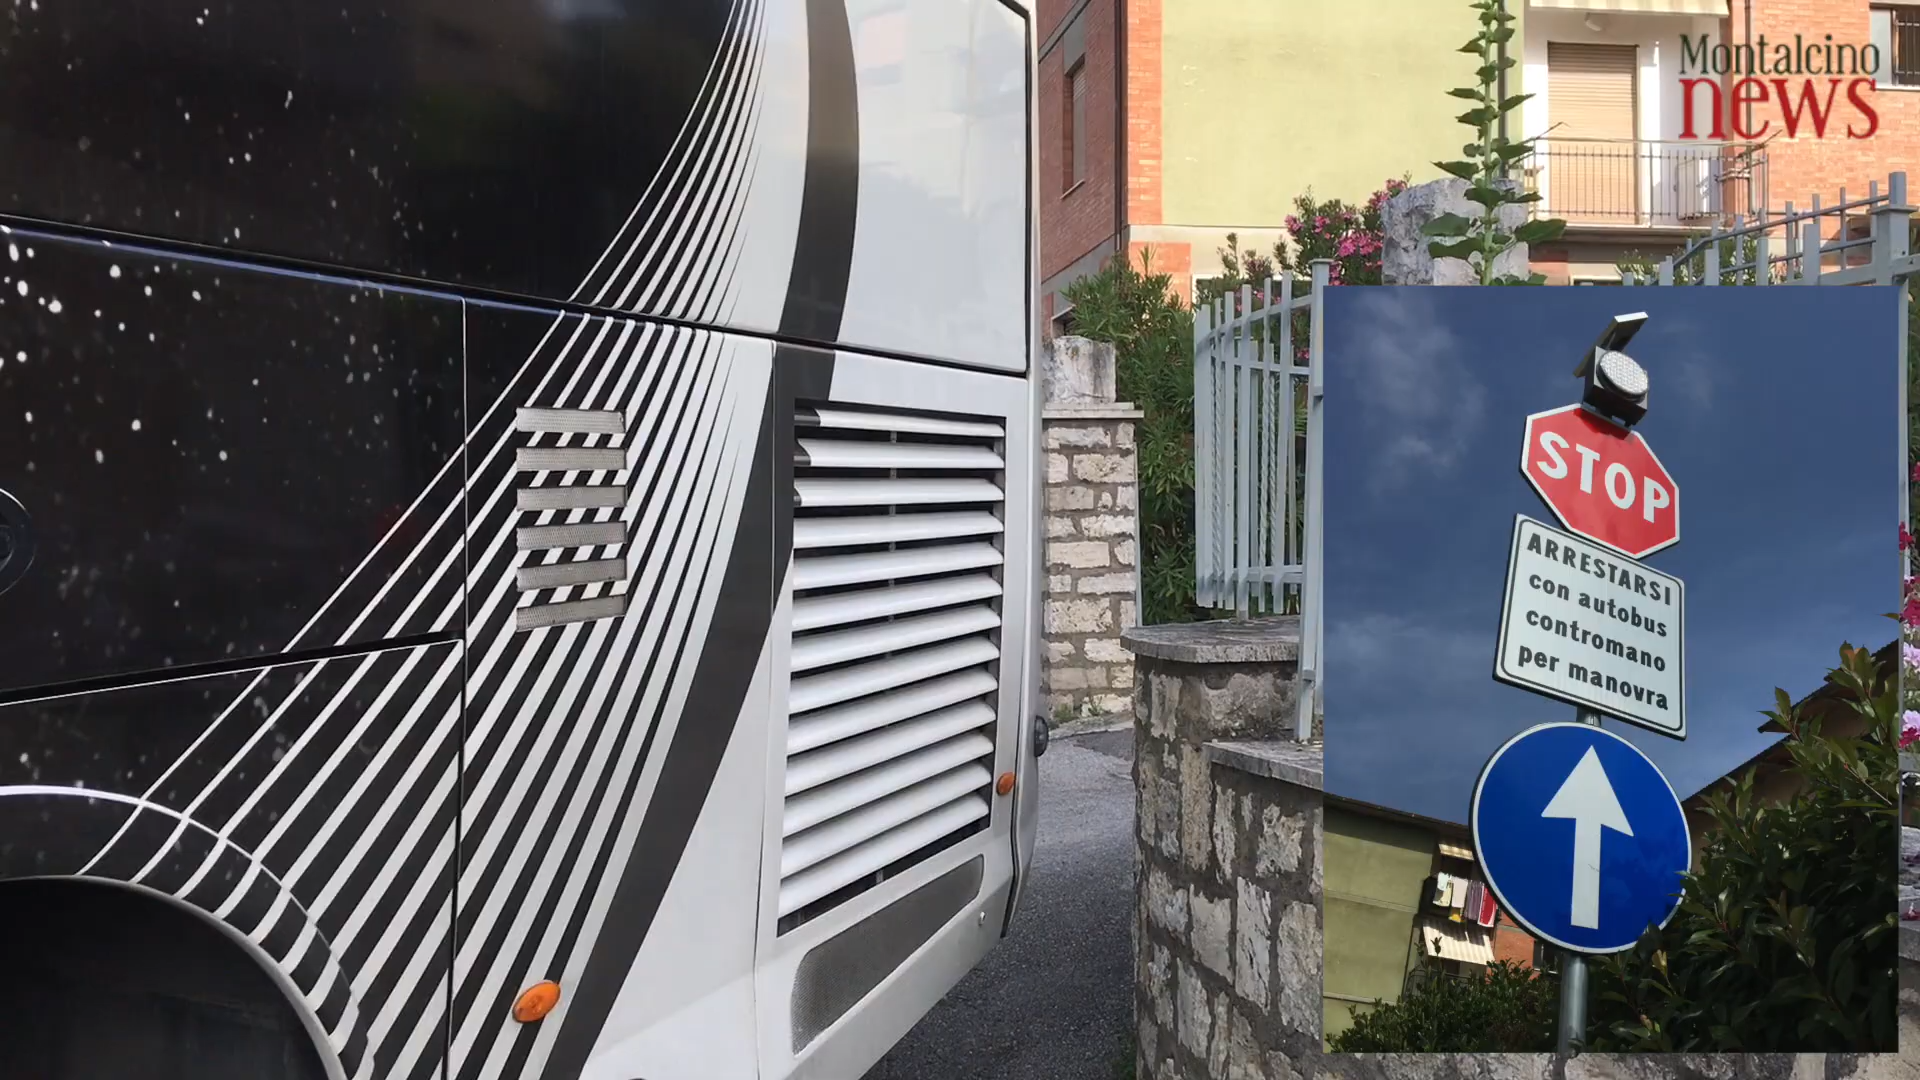 Montalcino
news
STOP
ARRESTARSI
con autobus
contromano
per manovra